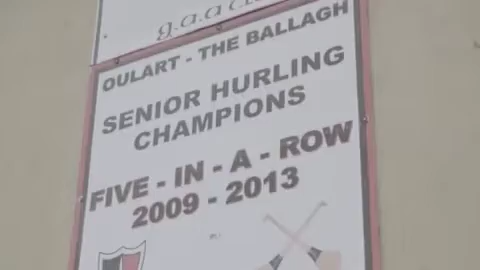 g.a.a
OULART - THE BALLAGH
SENIOR HURLING
CHAMPIONS
FIVE - IN - A - ROW
2009 - 2013